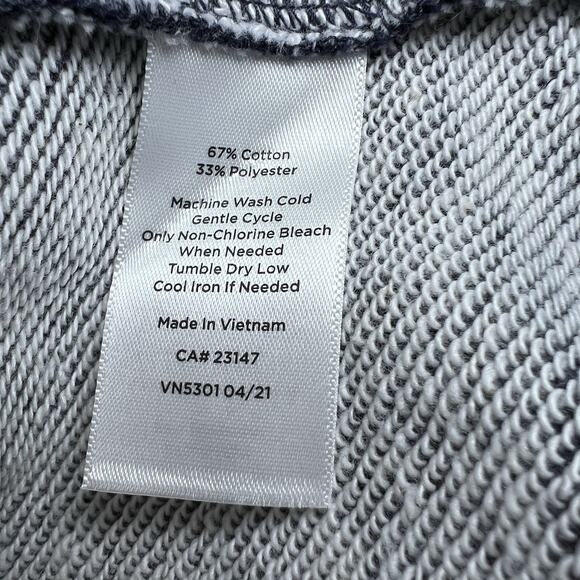 67% Cotton
33% Polyester
Machine Wash Cold
Gentle Cycle
Only Non-Chlorine Bleach
When Needed
Tumble Dry Low
Cool Iron If Needed
Made In Vietnam
CA# 23147
VN5301 04/21